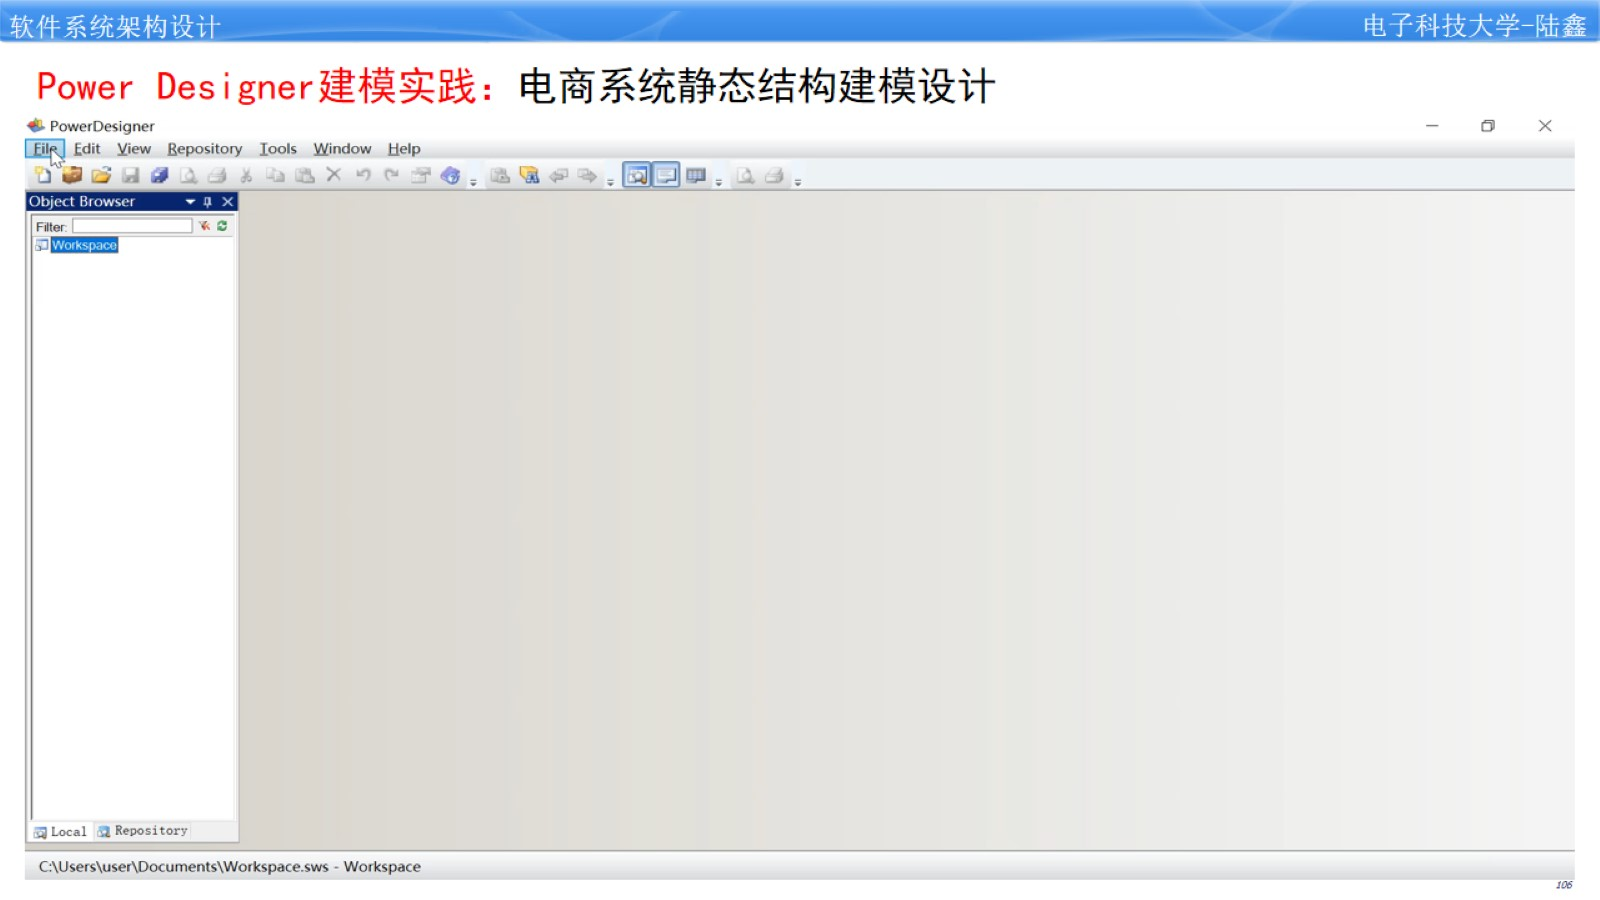 软件系统架构设计 电子科技大学-陆鑫
Power Designer建模实践：电商系统静态结构建模设计
PowerDesigner
File Edit View Repository Tools Window Help
Object Browser
Filter:
Workspace
Local Repository
C:\Users\user\Documents\Workspace.sws - Workspace
106